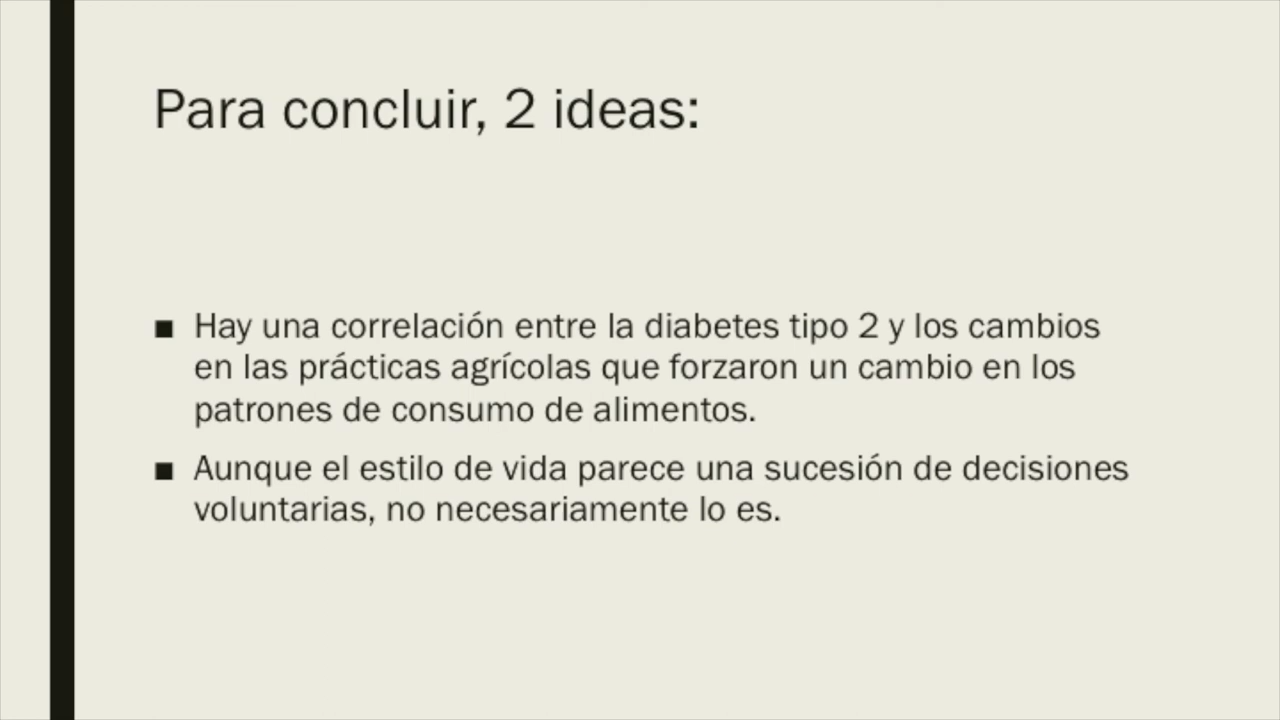 Para concluir, 2 ideas:
■ Hay una correlación entre la diabetes tipo 2 y los cambios
en las prácticas agrícolas que forzaron un cambio en los
patrones de consumo de alimentos.
■ Aunque el estilo de vida parece una sucesión de decisiones
voluntarias, no necesariamente lo es.